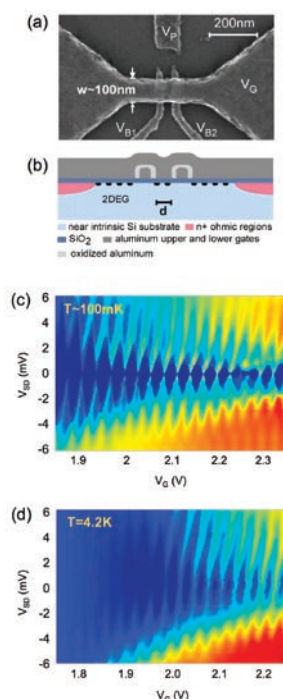 (a)
V_P
200nm
w~100nm
V_G
V_B1
V_B2
(b)
2DEG
d
near intrinsic Si substrate
n+ ohmic regions
SiO₂
aluminum upper and lower gates
oxidized aluminum
(c)
T~100mK
V_SD (mV)
6
4
2
0
-2
-4
-6
1.9
2
2.1
2.2
2.3
V_G (V)
(d)
T=4.2K
V_SD (mV)
6
4
2
0
-2
-4
-6
1.8
1.9
2.0
2.1
2.2
V_G (V)